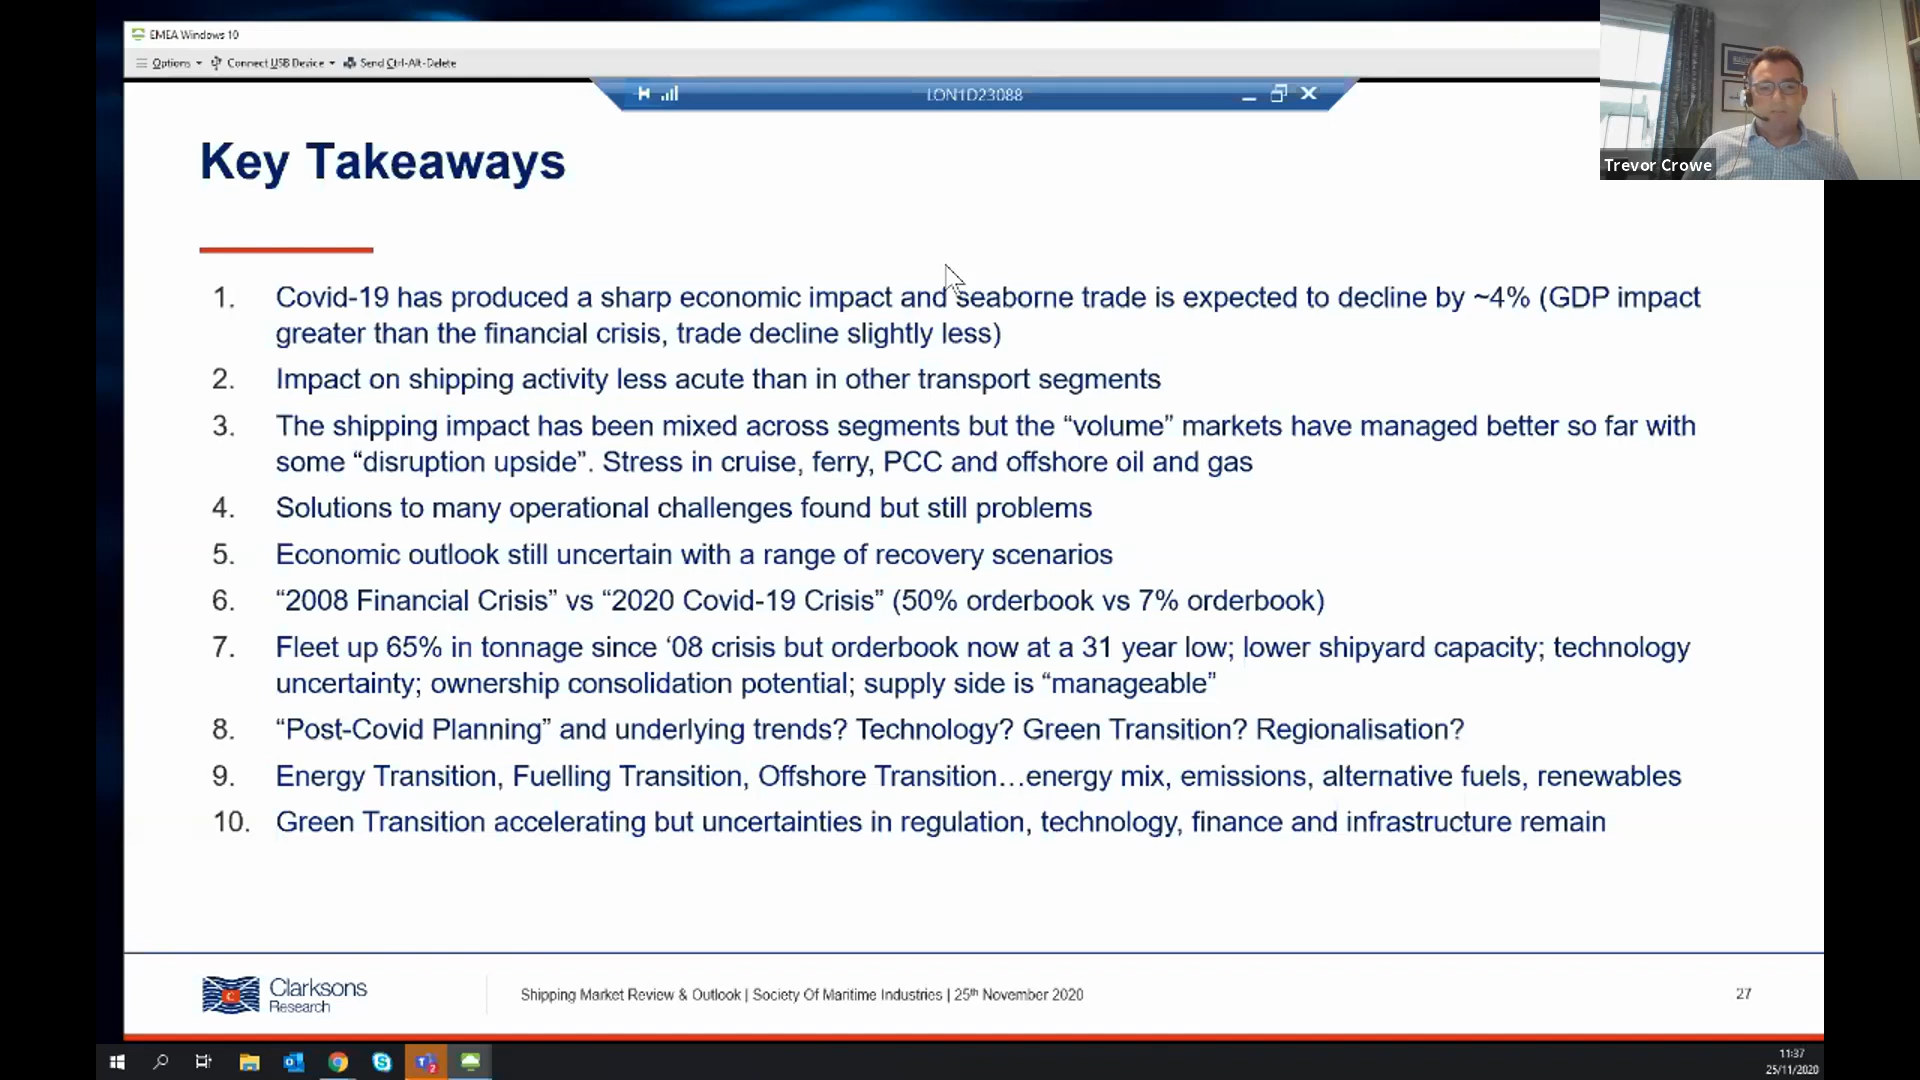 EMEA Windows 10
Options
Connect USB Device
Send Ctrl-Alt-Delete
LON1D23088
Trevor Crowe
Key Takeaways
1. Covid-19 has produced a sharp economic impact and seaborne trade is expected to decline by ~4% (GDP impact
greater than the financial crisis, trade decline slightly less)
2. Impact on shipping activity less acute than in other transport segments
3. The shipping impact has been mixed across segments but the “volume” markets have managed better so far with
some “disruption upside”. Stress in cruise, ferry, PCC and offshore oil and gas
4. Solutions to many operational challenges found but still problems
5. Economic outlook still uncertain with a range of recovery scenarios
6. “2008 Financial Crisis” vs “2020 Covid-19 Crisis” (50% orderbook vs 7% orderbook)
7. Fleet up 65% in tonnage since ‘08 crisis but orderbook now at a 31 year low; lower shipyard capacity; technology
uncertainty; ownership consolidation potential; supply side is “manageable”
8. “Post-Covid Planning” and underlying trends? Technology? Green Transition? Regionalisation?
9. Energy Transition, Fuelling Transition, Offshore Transition…energy mix, emissions, alternative fuels, renewables
10. Green Transition accelerating but uncertainties in regulation, technology, finance and infrastructure remain
Clarksons
Research
Shipping Market Review & Outlook | Society Of Maritime Industries | 25th November 2020
27
11:37
25/11/2020